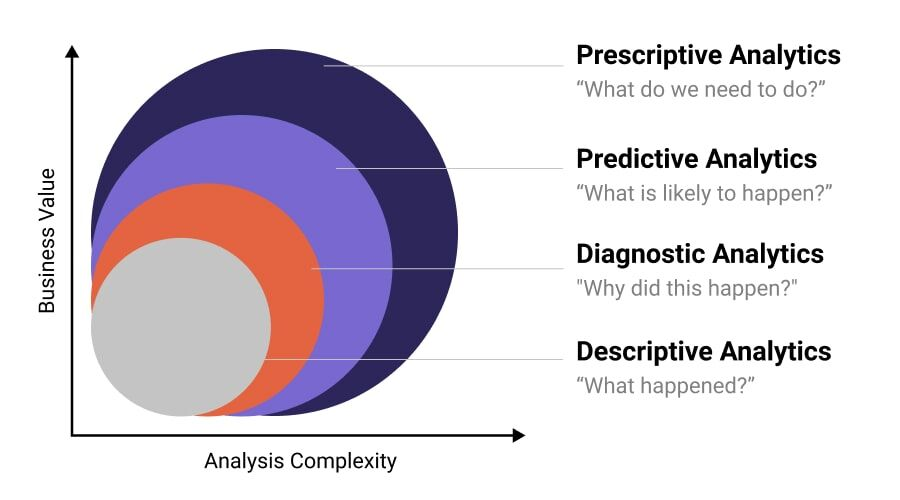 Prescriptive Analytics
“What do we need to do?”
Predictive Analytics
“What is likely to happen?”
Diagnostic Analytics
"Why did this happen?"
Descriptive Analytics
“What happened?”
Business Value
Analysis Complexity